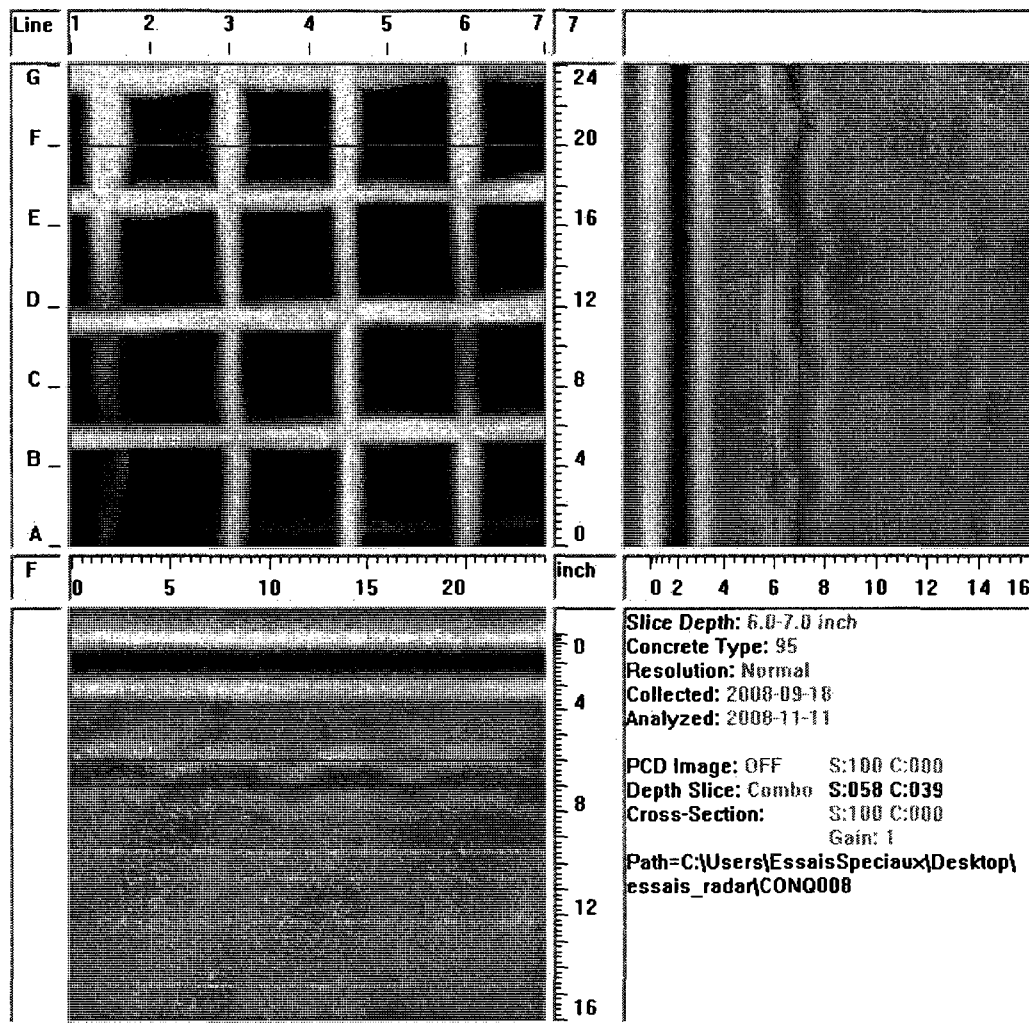 Line 1 2 3 4 5 6 7 7
G 24
F 20
E 16
D 12
C 8
B 4
A 0
F 0 5 10 15 20 inch 0 2 4 6 8 10 12 14 16
0
4
8
12
16
Slice Depth: 6.0-7.0 inch
Concrete Type: 95
Resolution: Normal
Collected: 2008-09-18
Analyzed: 2008-11-11
PCD Image: OFF S:100 C:000
Depth Slice: Combo S:058 C:039
Cross-Section: S:100 C:000
Gain: 1
Path=C:\Users\EssaisSpeciaux\Desktop\
essais_radar\CONQ008